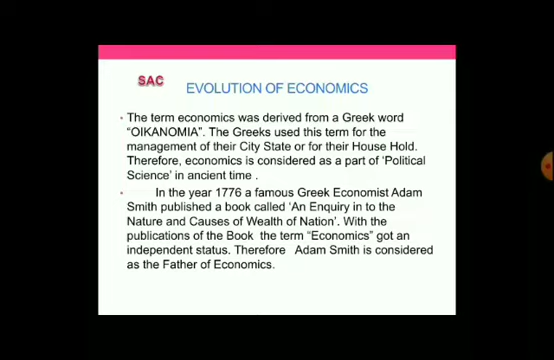 SAC
EVOLUTION OF ECONOMICS
• The term economics was derived from a Greek word
“OIKANOMIA”. The Greeks used this term for the
management of their City State or for their House Hold.
Therefore, economics is considered as a part of ‘Political
Science’ in ancient time .
• In the year 1776 a famous Greek Economist Adam
Smith published a book called ‘An Enquiry in to the
Nature and Causes of Wealth of Nation’. With the
publications of the Book the term “Economics” got an
independent status. Therefore Adam Smith is considered
as the Father of Economics.